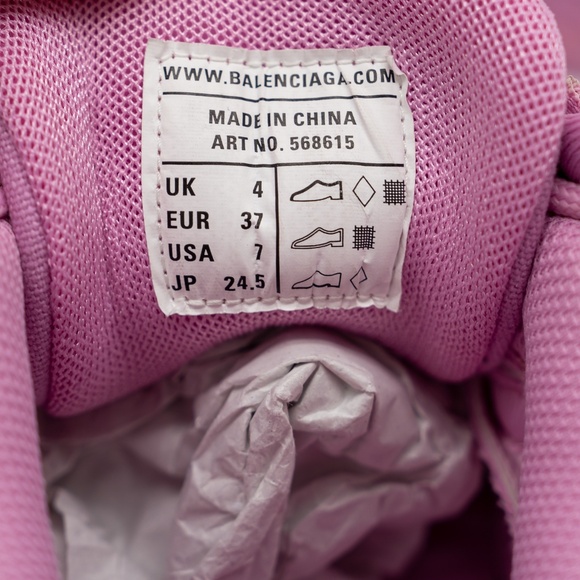 WWW.BALENCIAGA.COM
MADE IN CHINA
ART NO. 568615
UK 4
EUR 37
USA 7
JP 24.5